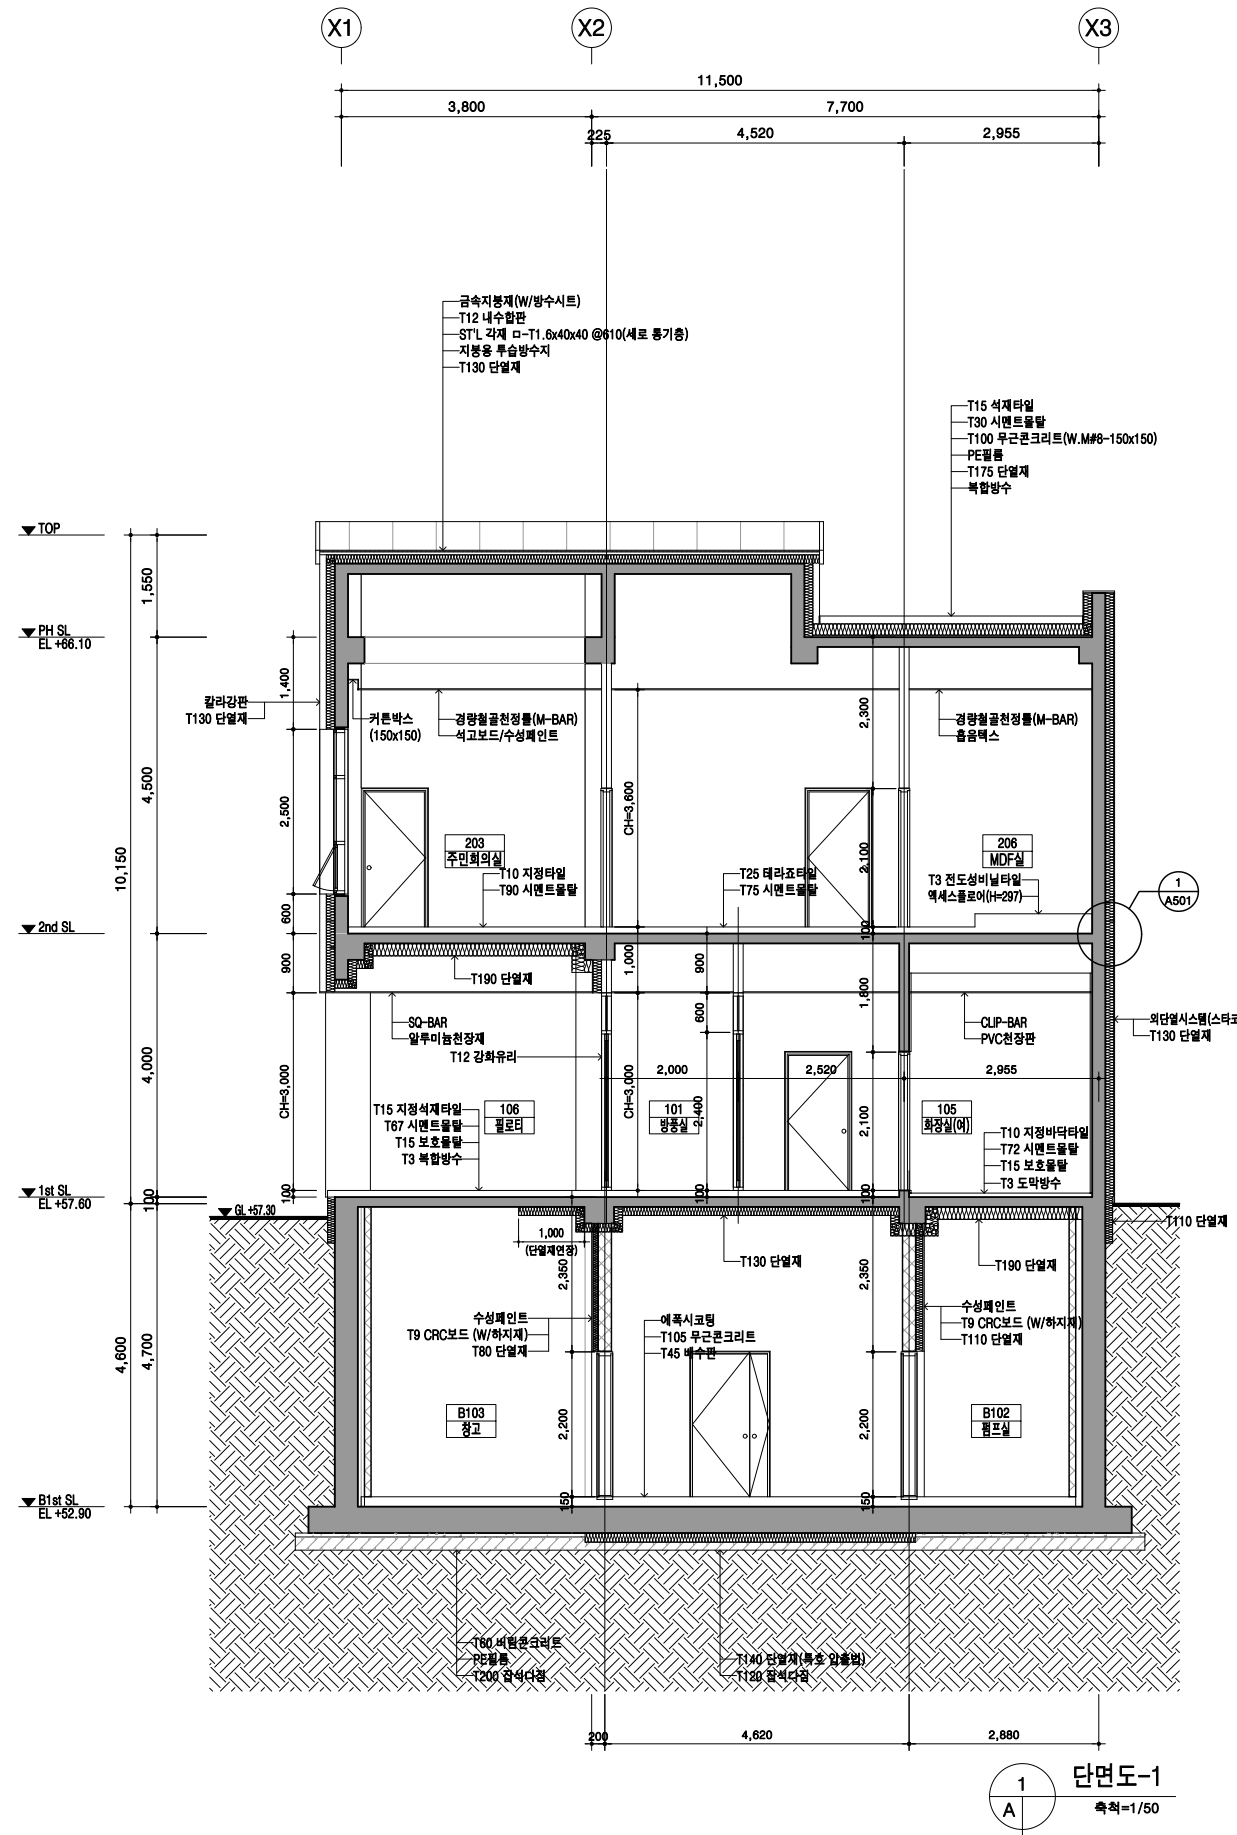 X1
X2
X3
11,500
3,800
7,700
225
4,520
2,955
금속지붕재(W/방수시트)
T12 내수합판
ST'L 각재 ㅁ-T1.6x40x40 @610(세로 통기층)
지붕용 투습방수지
T130 단열재
T15 석재타일
T30 시멘트몰탈
T100 무근콘크리트(W.M#8-150x150)
PE필름
T175 단열재
복합방수
TOP
1,550
PH SL
EL +66.10
1,400
칼라강판
T130 단열재
커튼박스
(150x150)
경량철골천정틀(M-BAR)
석고보드/수성페인트
2,300
경량철골천정틀(M-BAR)
흡음텍스
4,500
2,500
CH=3,600
10,150
203
주민회의실
T10 지정타일
T90 시멘트몰탈
T25 테라죠타일
T75 시멘트몰탈
2,100
206
MDF실
T3 전도성비닐타일
엑세스플로어(H=297)
1
A501
600
100
2nd SL
900
T190 단열재
1,000
900
1,800
600
SQ-BAR
알루미늄천장재
T12 강화유리
CLIP-BAR
PVC천장판
외단열시스템(스타코
T130 단열재
4,000
CH=3,000
CH=3,000
2,000
2,520
2,955
2,400
2,100
T15 지정석재타일
T67 시멘트몰탈
T15 보호몰탈
T3 복합방수
106
필로티
101
방풍실
105
화장실(여)
T10 지정바닥타일
T72 시멘트몰탈
T15 보호몰탈
T3 도막방수
1st SL
EL +57.60
100
100
100
100
100
GL +57.30
T110 단열재
1,000
(단열재연장)
T130 단열재
T190 단열재
2,350
2,350
수성페인트
T9 CRC보드 (W/하지재)
T80 단열재
에폭시코팅
T105 무근콘크리트
T45 배수판
수성페인트
T9 CRC보드 (W/하지재)
T110 단열재
4,600
4,700
B103
창고
2,200
2,200
B102
펌프실
150
150
B1st SL
EL +52.90
T60 버림콘크리트
PE필름
T200 잡석다짐
T140 단열재(특호 압출법)
T120 잡석다짐
200
4,620
2,880
1
A
단면도-1
축척=1/50